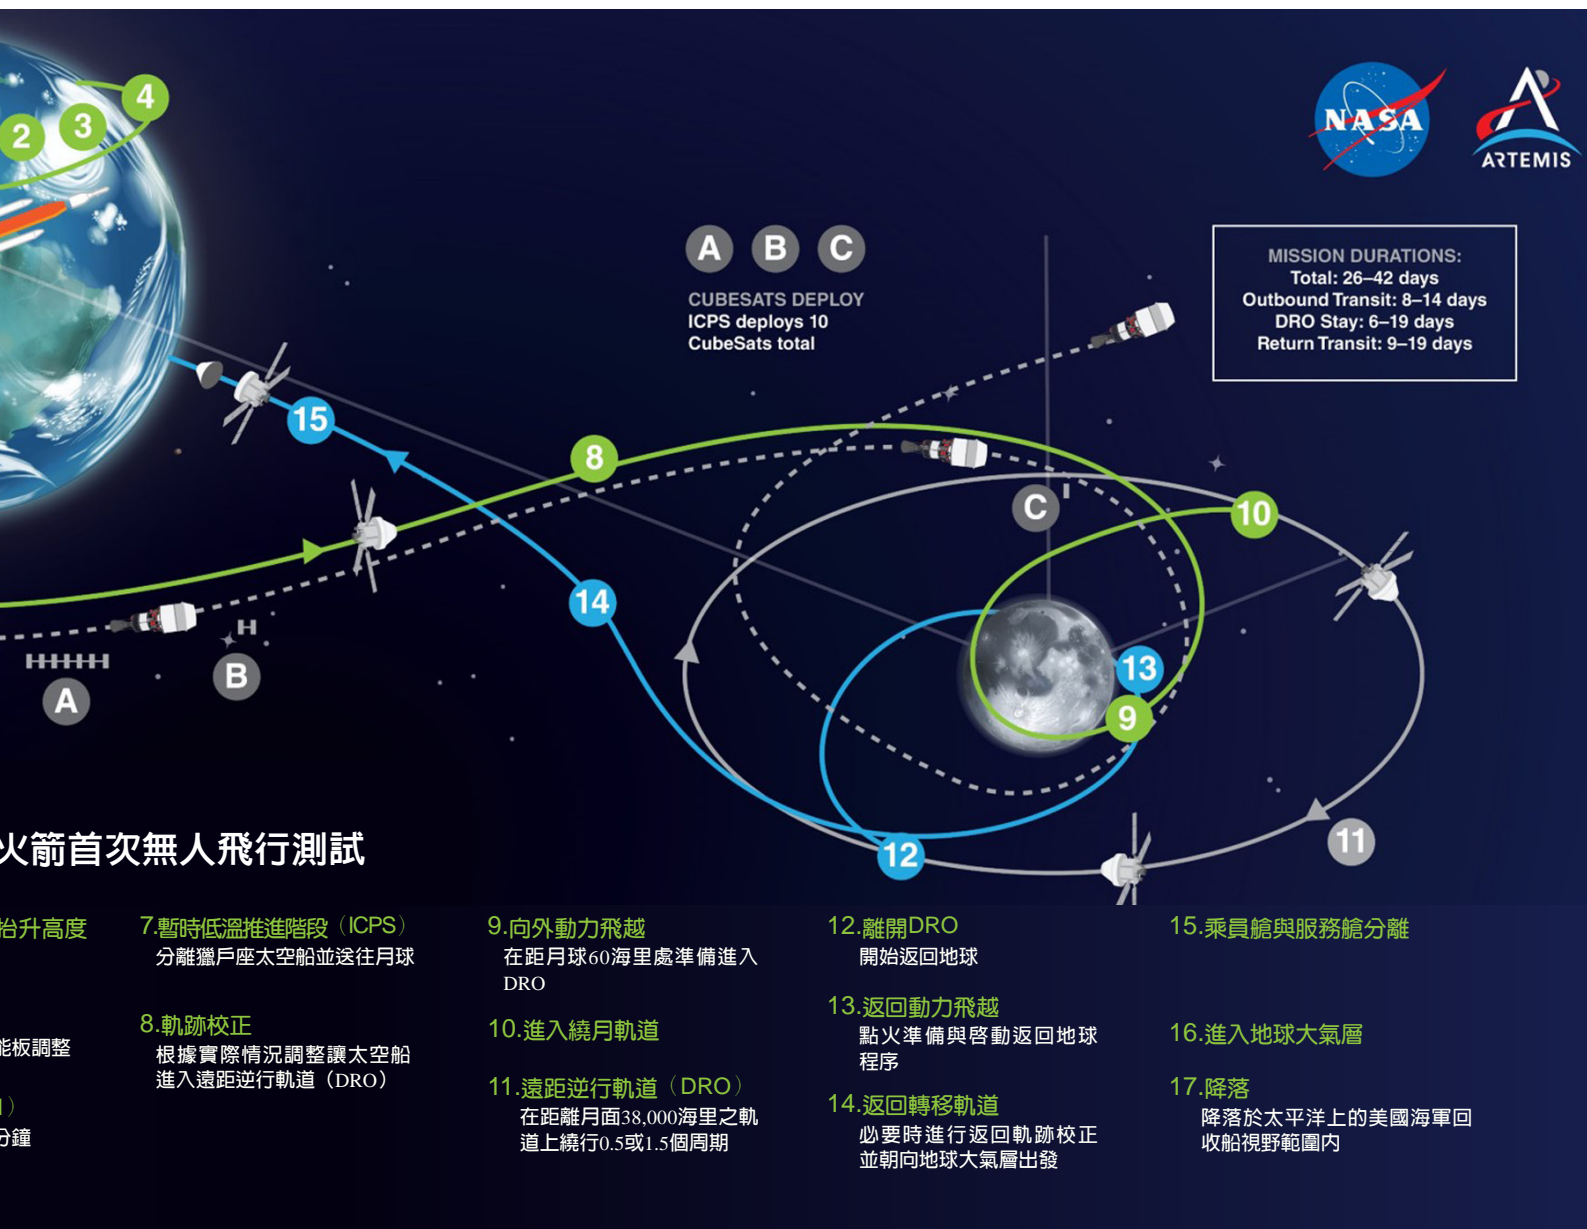 2
3
4
NASA
ARTEMIS
A B C
CUBESATS DEPLOY
ICPS deploys 10
CubeSats total
MISSION DURATIONS:
Total: 26–42 days
Outbound Transit: 8–14 days
DRO Stay: 6–19 days
Return Transit: 9–19 days
15
8
C
10
14
B
A
13
9
12
11
火箭首次無人飛行測試
抬升高度
能板調整
分鐘
7.暫時低溫推進階段（ICPS）
分離獵戶座太空船並送往月球
8.軌跡校正
根據實際情況調整讓太空船
進入遠距逆行軌道（DRO）
9.向外動力飛越
在距月球60海里處準備進入
DRO
10.進入繞月軌道
11.遠距逆行軌道（DRO）
在距離月面38,000海里之軌
道上繞行0.5或1.5個周期
12.離開DRO
開始返回地球
13.返回動力飛越
點火準備與啓動返回地球
程序
14.返回轉移軌道
必要時進行返回軌跡校正
並朝向地球大氣層出發
15.乘員艙與服務艙分離
16.進入地球大氣層
17.降落
降落於太平洋上的美國海軍回
收船視野範圍内